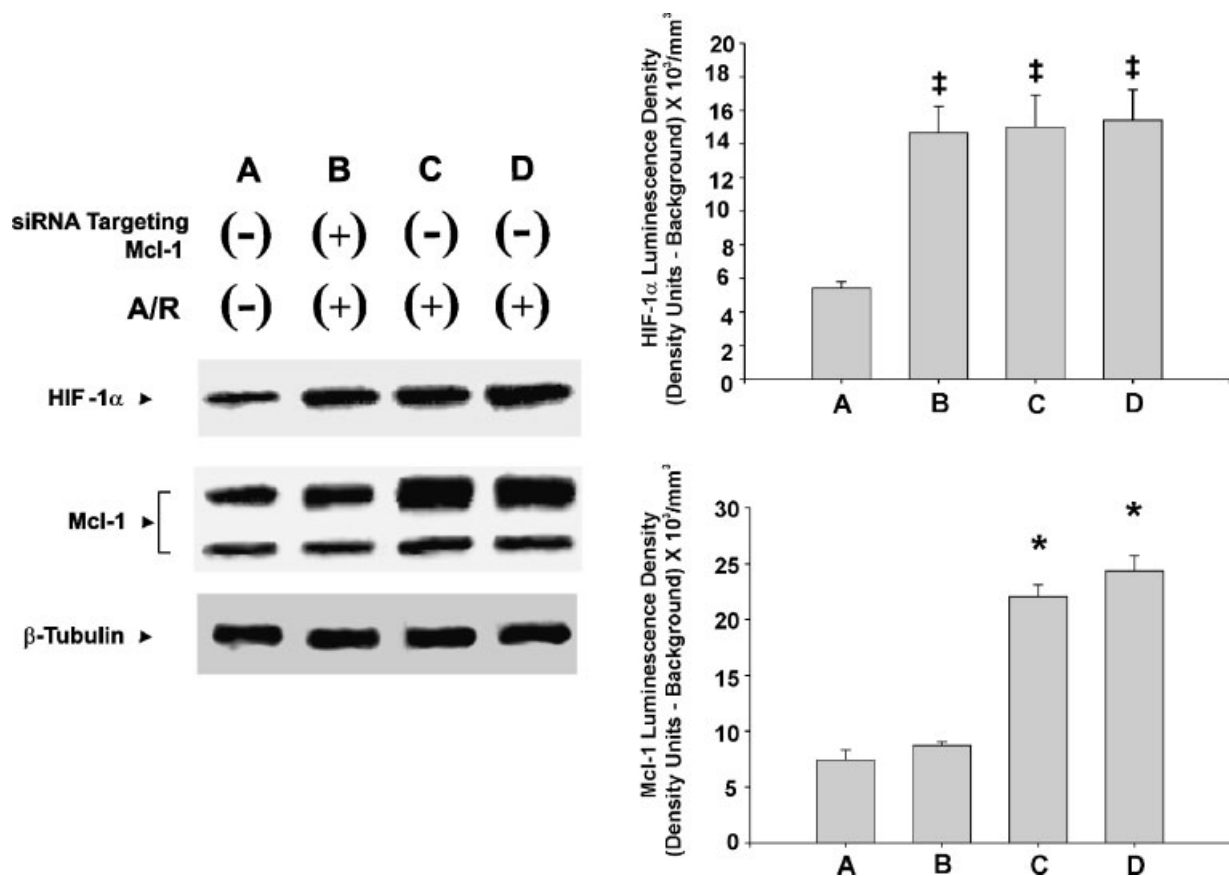 A B C D
siRNA Targeting
Mcl-1
(-) (+) (-) (-)
A/R (-) (+) (+) (+)
HIF-1α
Mcl-1
β-Tubulin
HIF-1α Luminescence Density
(Density Units - Background) X 10³/mm³
20
18
16
14
12
10
8
6
4
2
0
‡ ‡ ‡
A B C D
Mcl-1 Luminescence Density
(Density Units - Background) X 10³/mm³
30
25
20
15
10
5
0
* *
A B C D